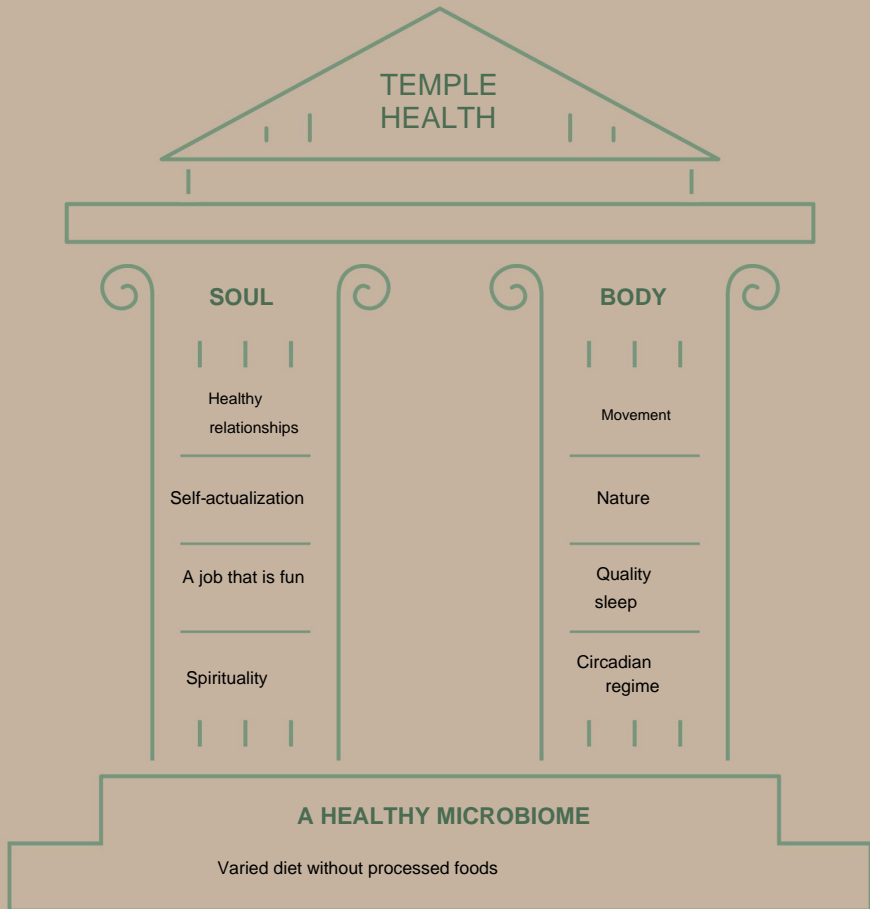 TEMPLE
HEALTH
SOUL
Healthy
relationships
Self-actualization
A job that is fun
Spirituality
BODY
Movement
Nature
Quality
sleep
Circadian
regime
A HEALTHY MICROBIOME
Varied diet without processed foods